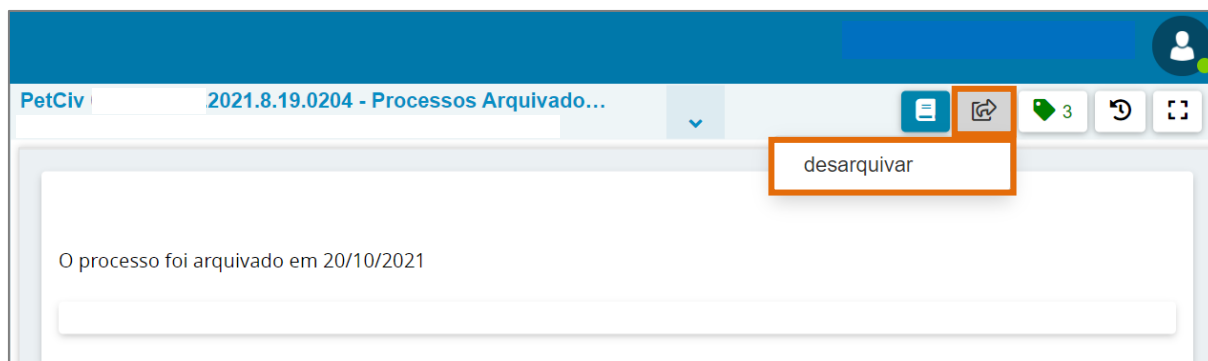 PetCiv 2021.8.19.0204 - Processos Arquivado...
3
desarquivar
O processo foi arquivado em 20/10/2021